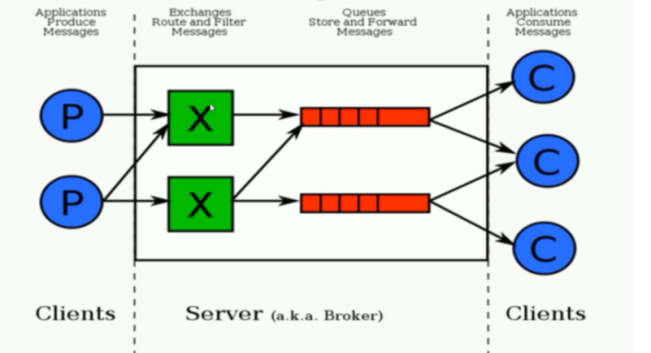 Applications
Produce
Messages
Exchanges
Route and Filter
Messages
Queues
Store and Forward
Messages
Applications
Consume
Messages
P
X
C
P
X
C
C
Clients
Server (a.k.a. Broker)
Clients